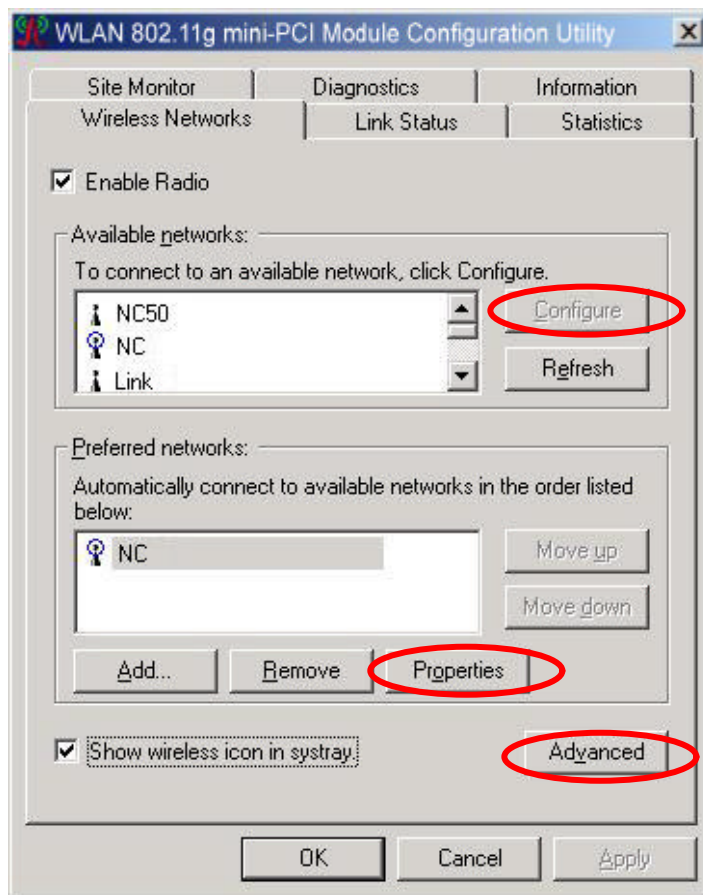 WLAN 802.11g mini-PCI Module Configuration Utility
Site Monitor Diagnostics Information
Wireless Networks Link Status Statistics
Enable Radio
Available networks:
To connect to an available network, click Configure.
NC50
NC
Link
Configure
Refresh
Preferred networks:
Automatically connect to available networks in the order listed
below:
NC
Move up
Move down
Add... Remove Properties
Show wireless icon in systray.
Advanced
OK Cancel Apply